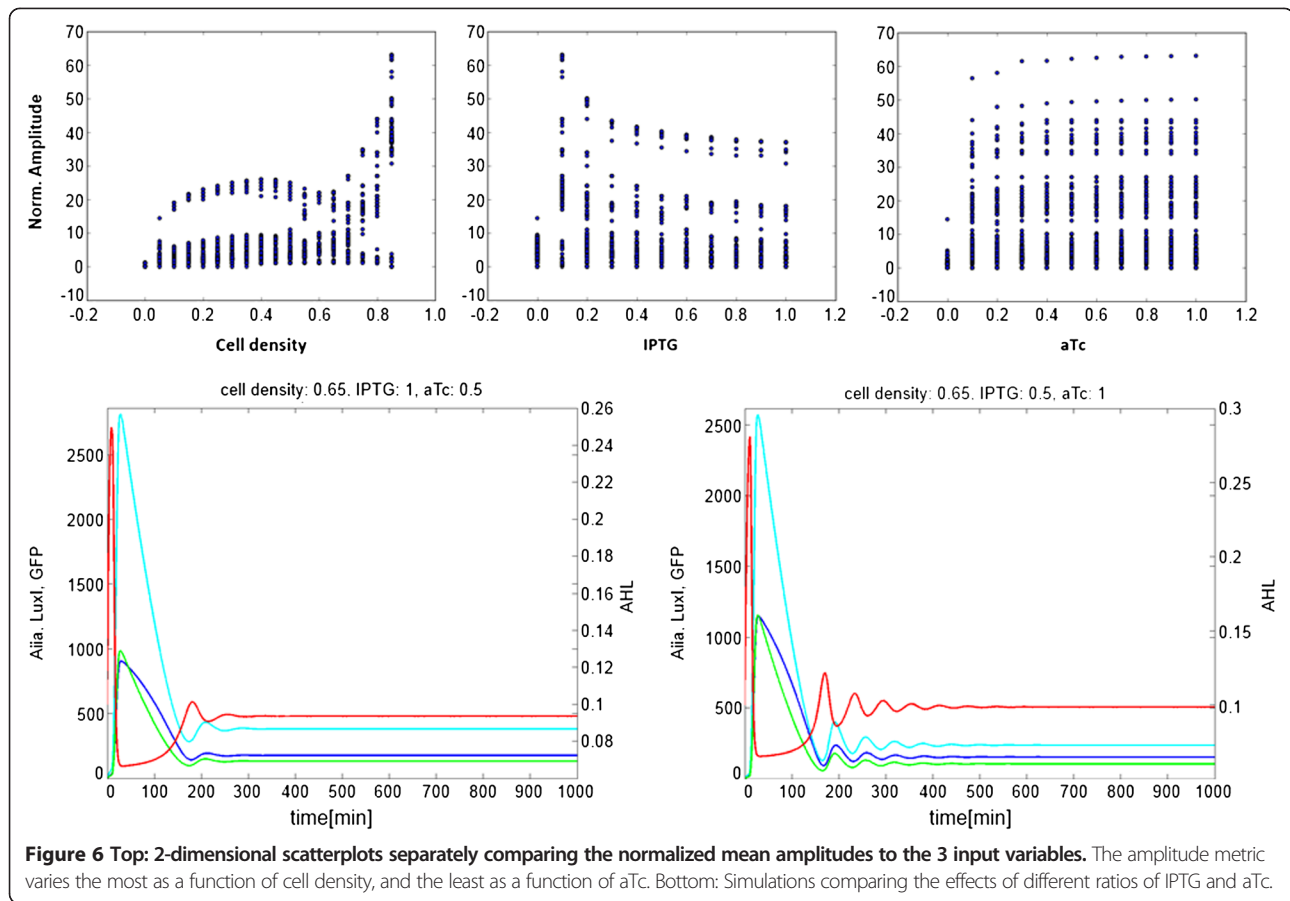 70
60
50
40
30
20
10
0
-10
-0.2 0.0 0.2 0.4 0.6 0.8 1.0
Norm. Amplitude
Cell density
70
60
50
40
30
20
10
0
-10
-0.2 0.0 0.2 0.4 0.6 0.8 1.0 1.2
IPTG
70
60
50
40
30
20
10
0
-10
-0.2 0.0 0.2 0.4 0.6 0.8 1.0 1.2
aTc
cell density: 0.65. IPTG: 1, aTc: 0.5
2500
2000
1500
1000
500
0
Aiia. LuxI, GFP
0.26
0.24
0.22
0.2
0.18
0.16
0.14
0.12
0.1
0.08
AHL
0 100 200 300 400 500 600 700 800 900 1000
time[min]
cell density: 0.65. IPTG: 0.5, aTc: 1
2500
2000
1500
1000
500
0
Aiia. LuxI, GFP
0.3
0.25
0.2
0.15
0.1
AHL
0 100 200 300 400 500 600 700 800 900 1000
time[min]
Figure 6 Top: 2-dimensional scatterplots separately comparing the normalized mean amplitudes to the 3 input variables. The amplitude metric
varies the most as a function of cell density, and the least as a function of aTc. Bottom: Simulations comparing the effects of different ratios of IPTG and aTc.